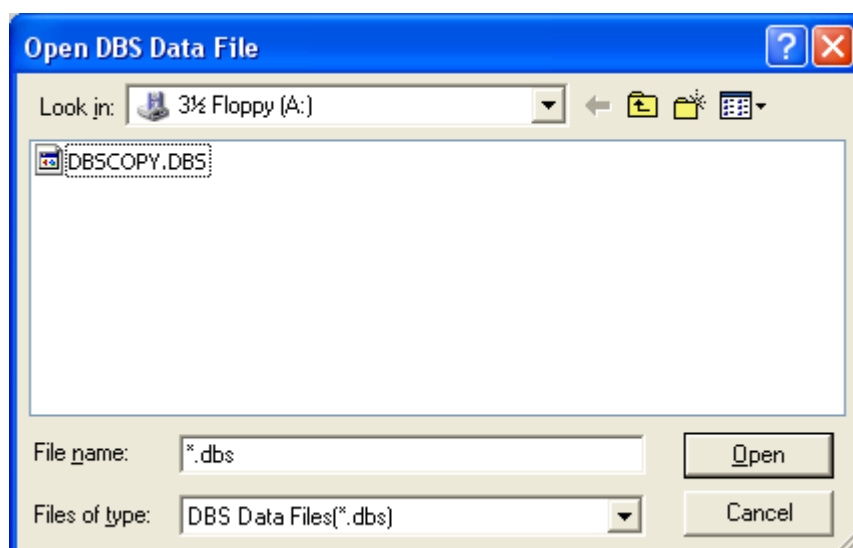 Open DBS Data File
Look in: 3½ Floppy (A:)
DBSCOPY.DBS
File name: *.dbs Open
Files of type: DBS Data Files(*.dbs) Cancel